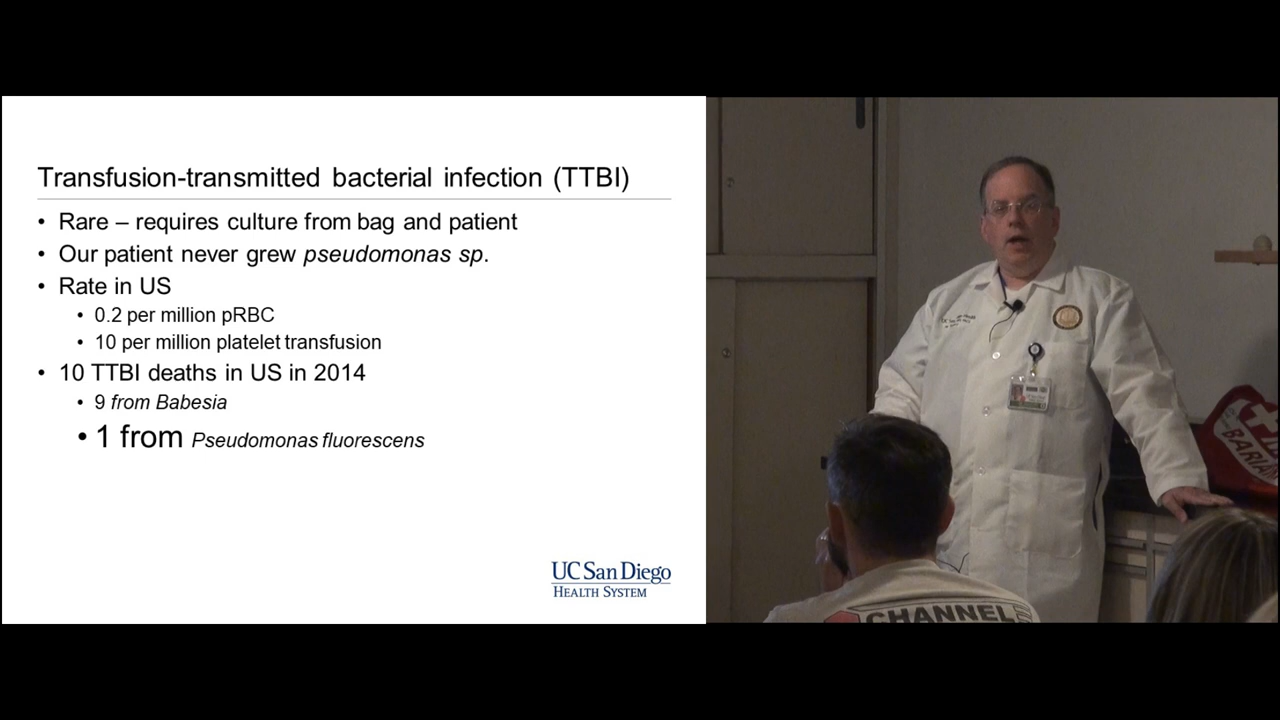 Transfusion-transmitted bacterial infection (TTBI)
• Rare – requires culture from bag and patient
• Our patient never grew pseudomonas sp.
• Rate in US
• 0.2 per million pRBC
• 10 per million platelet transfusion
• 10 TTBI deaths in US in 2014
• 9 from Babesia
• 1 from Pseudomonas fluorescens
UC San Diego
HEALTH SYSTEM
CHANNEL